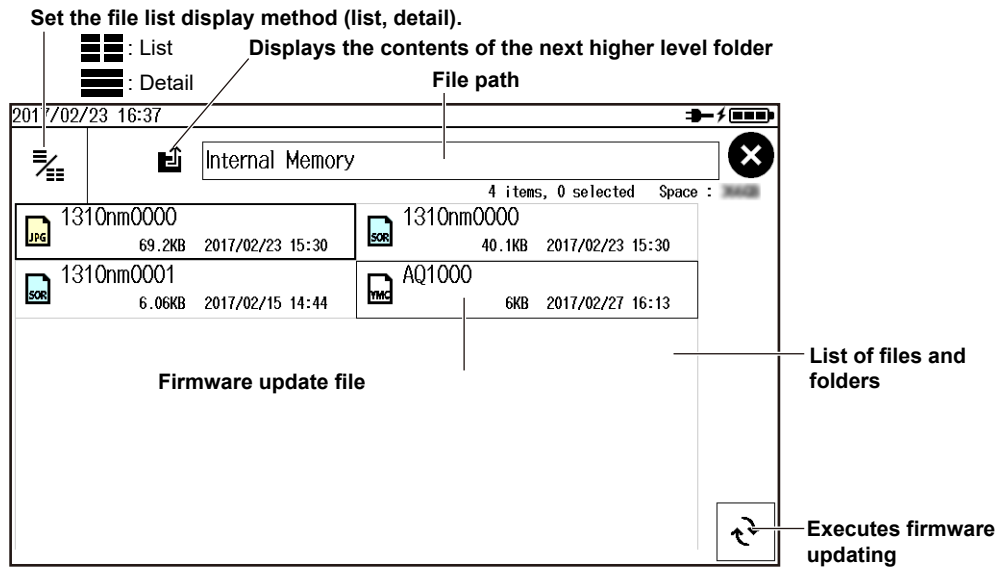 Set the file list display method (list, detail).
: List
Displays the contents of the next higher level folder
: Detail
File path
2017/02/23 16:37
Internal Memory
4 items, 0 selected Space :
JPG
1310nm0000
69.2KB 2017/02/23 15:30
SOR
1310nm0000
40.1KB 2017/02/23 15:30
SOR
1310nm0001
6.06KB 2017/02/15 14:44
YMC
AQ1000
6KB 2017/02/27 16:13
Firmware update file
List of files and
folders
Executes firmware
updating